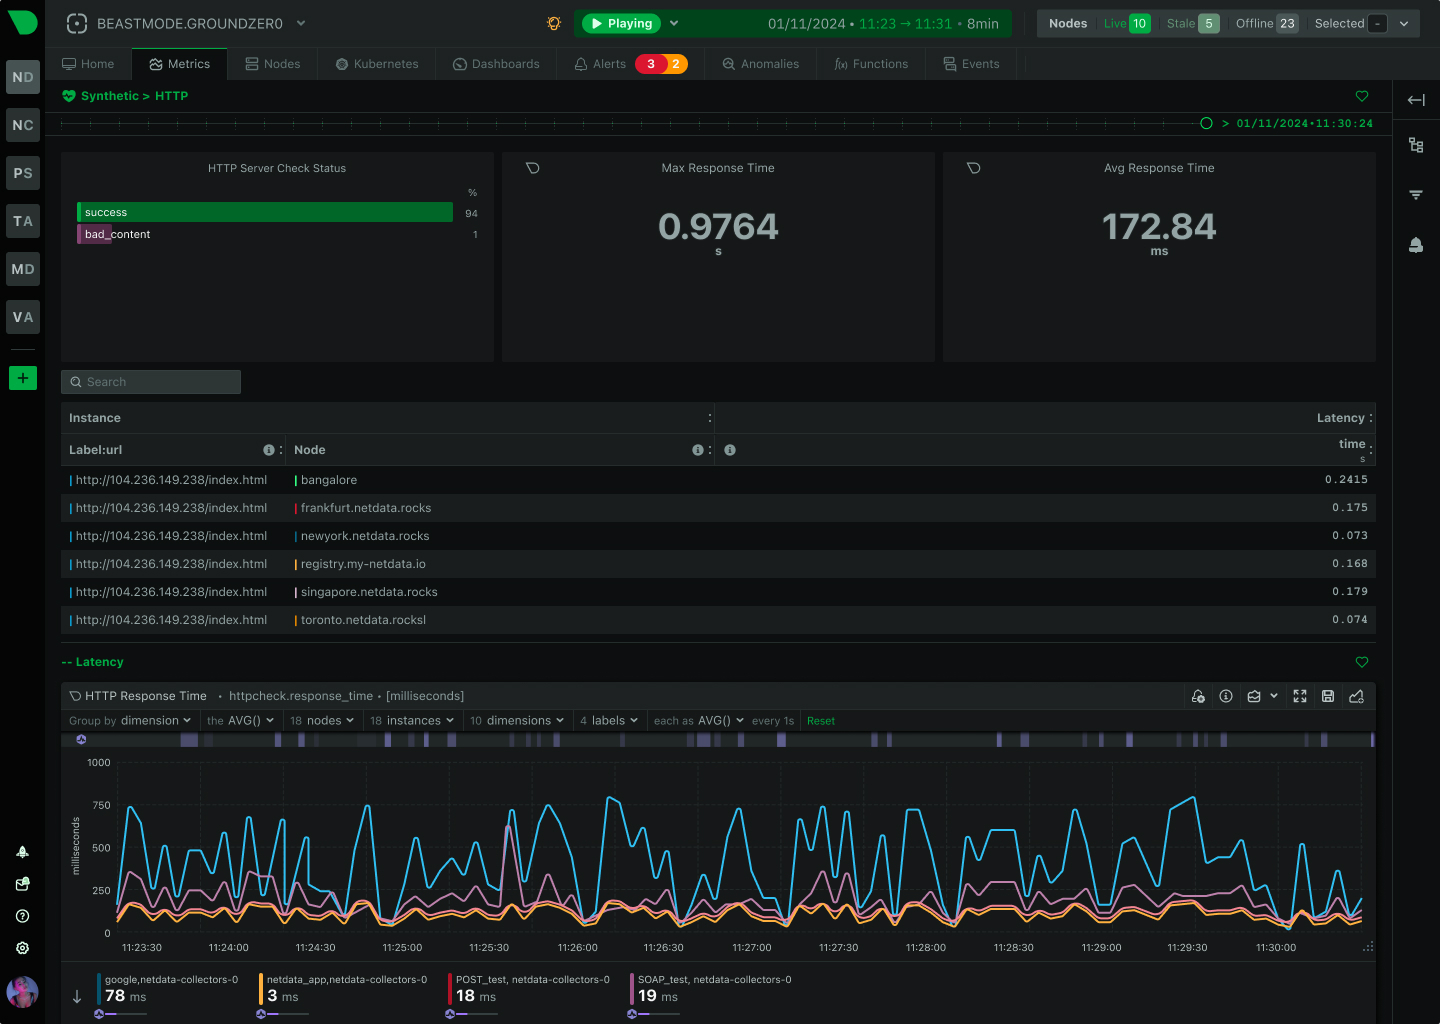 BEASTMODE.GROUNDZER0
Playing
01/11/2024 • 11:23 → 11:31 • 8min
Nodes Live 10 Stale 5 Offline 23 Selected -
ND
NC
PS
TA
MD
VA
+
Home
Metrics
Nodes
Kubernetes
Dashboards
Alerts 3 2
Anomalies
f(x) Functions
Events
Synthetic > HTTP
> 01/11/2024•11:30:24
HTTP Server Check Status
%
success 94
bad_content 1
Max Response Time
0.9764
s
Avg Response Time
172.84
ms
Search
Instance : Latency :
Label:url : Node : time :
s
http://104.236.149.238/index.html bangalore 0.2415
http://104.236.149.238/index.html frankfurt.netdata.rocks 0.175
http://104.236.149.238/index.html newyork.netdata.rocks 0.073
http://104.236.149.238/index.html registry.my-netdata.io 0.168
http://104.236.149.238/index.html singapore.netdata.rocks 0.179
http://104.236.149.238/index.html toronto.netdata.rocksl 0.074
-- Latency
HTTP Response Time • httpcheck.response_time • [milliseconds]
Group by dimension the AVG() 18 nodes 18 instances 10 dimensions 4 labels each as AVG() every 1s Reset
milliseconds
1000
750
500
250
0
11:23:30 11:24:00 11:24:30 11:25:00 11:25:30 11:26:00 11:26:30 11:27:00 11:27:30 11:28:00 11:28:30 11:29:00 11:29:30 11:30:00
google,netdata-collectors-0
78 ms
netdata_app,netdata-collectors-0
3 ms
POST_test, netdata-collectors-0
18 ms
SOAP_test, netdata-collectors-0
19 ms